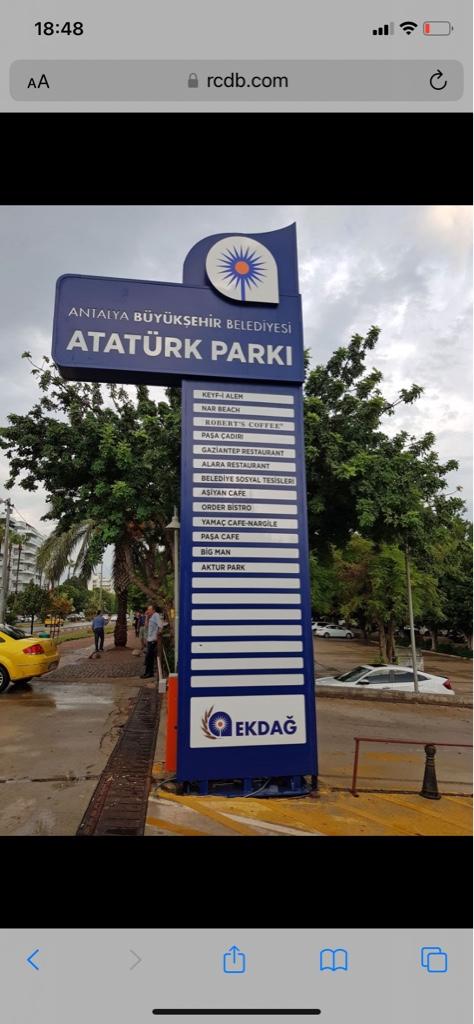 18:48
AA
rcdb.com
ANTALYA BÜYÜKŞEHİR BELEDİYESİ
ATATÜRK PARKI
KEYF-İ ALEM
NAR BEACH
ROBERT'S COFFEE™
PAŞA ÇADIRI
GAZİANTEP RESTAURANT
ALARA RESTAURANT
BELEDİYE SOSYAL TESİSLERİ
AŞİYAN CAFE
ORDER BİSTRO
YAMAÇ CAFE-NARGİLE
PAŞA CAFE
BİG MAN
AKTUR PARK
EKDAĞ